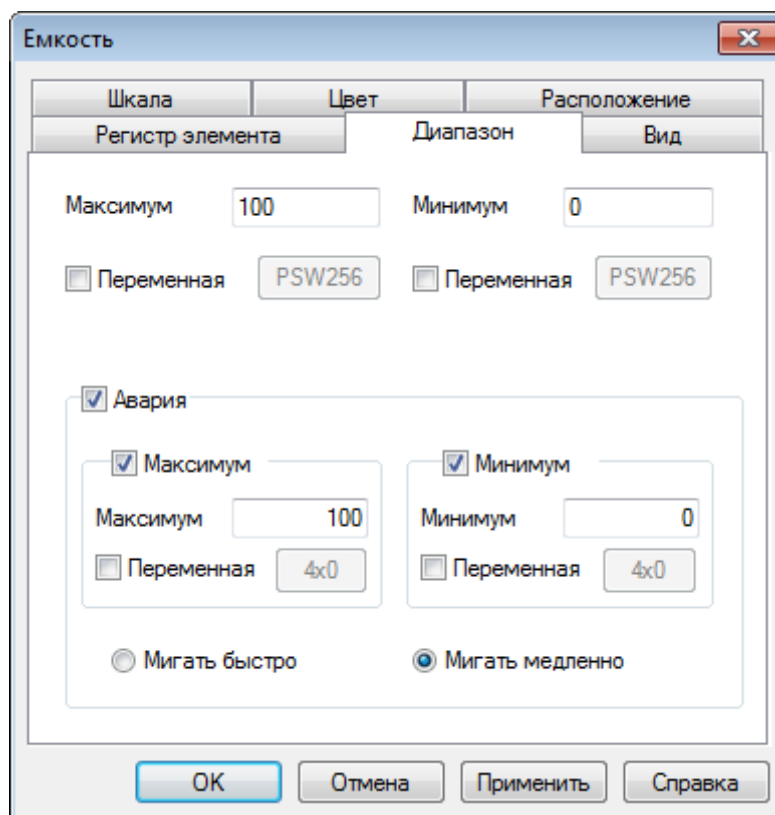 Емкость
Шкала Цвет Расположение
Регистр элемента Диапазон Вид
Максимум 100 Минимум 0
Переменная PSW256 Переменная PSW256
Авария
Максимум Минимум
Максимум 100 Минимум 0
Переменная 4x0 Переменная 4x0
Мигать быстро Мигать медленно
OK Отмена Применить Справка